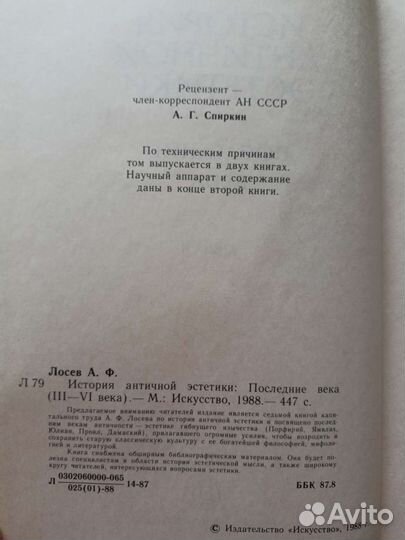 Рецензент —
член-корреспондент АН СССР
А. Г. Спиркин
По техническим причинам
том выпускается в двух книгах.
Научный аппарат и содержание
даны в конце второй книги.
Лосев А. Ф.
Л 79 История античной эстетики: Последние века
(III—VI века).— М.: Искусство, 1988.— 447 с.
Предлагаемое вниманию читателей издание является седьмой книгой капи-
тального труда А. Ф. Лосева по истории античной эстетики и посвящено послед-
ним векам античности — эстетике гибнущего язычества (Порфирий, Ямвлих,
Юлиан, Прокл, Дамаский), прилагавшего огромные усилия, чтобы возродить и
сохранить старую классическую культуру с ее богатейшей философией, мифоло-
гией и литературой.
Книга снабжена обширным библиографическим материалом. Она будет по-
лезна специалистам в области истории эстетической мысли, а также широкому
кругу читателей, интересующихся вопросами эстетики.
Л 0302060000-065 14-87 ББК 87.8
025(01)-88
© Издательство «Искусство», 1988 г.
Avito